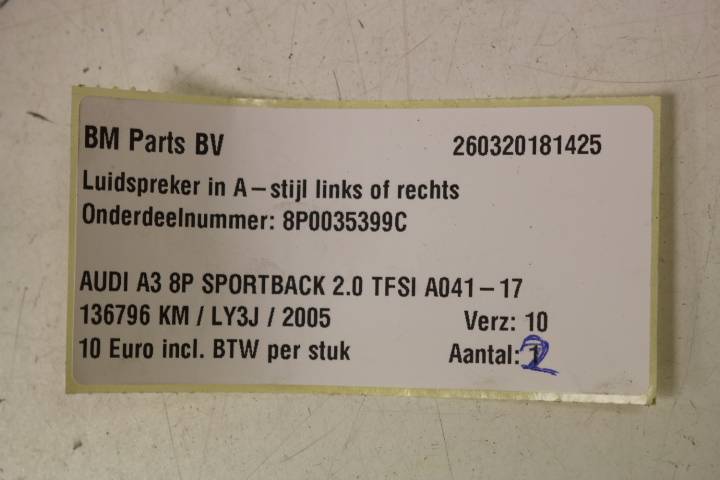 BM Parts BV 260320181425
Luidspreker in A-stijl links of rechts
Onderdeelnummer: 8P0035399C
AUDI A3 8P SPORTBACK 2.0 TFSI A041-17
136796 KM / LY3J / 2005 Verz: 10
10 Euro incl. BTW per stuk Aantal: 2